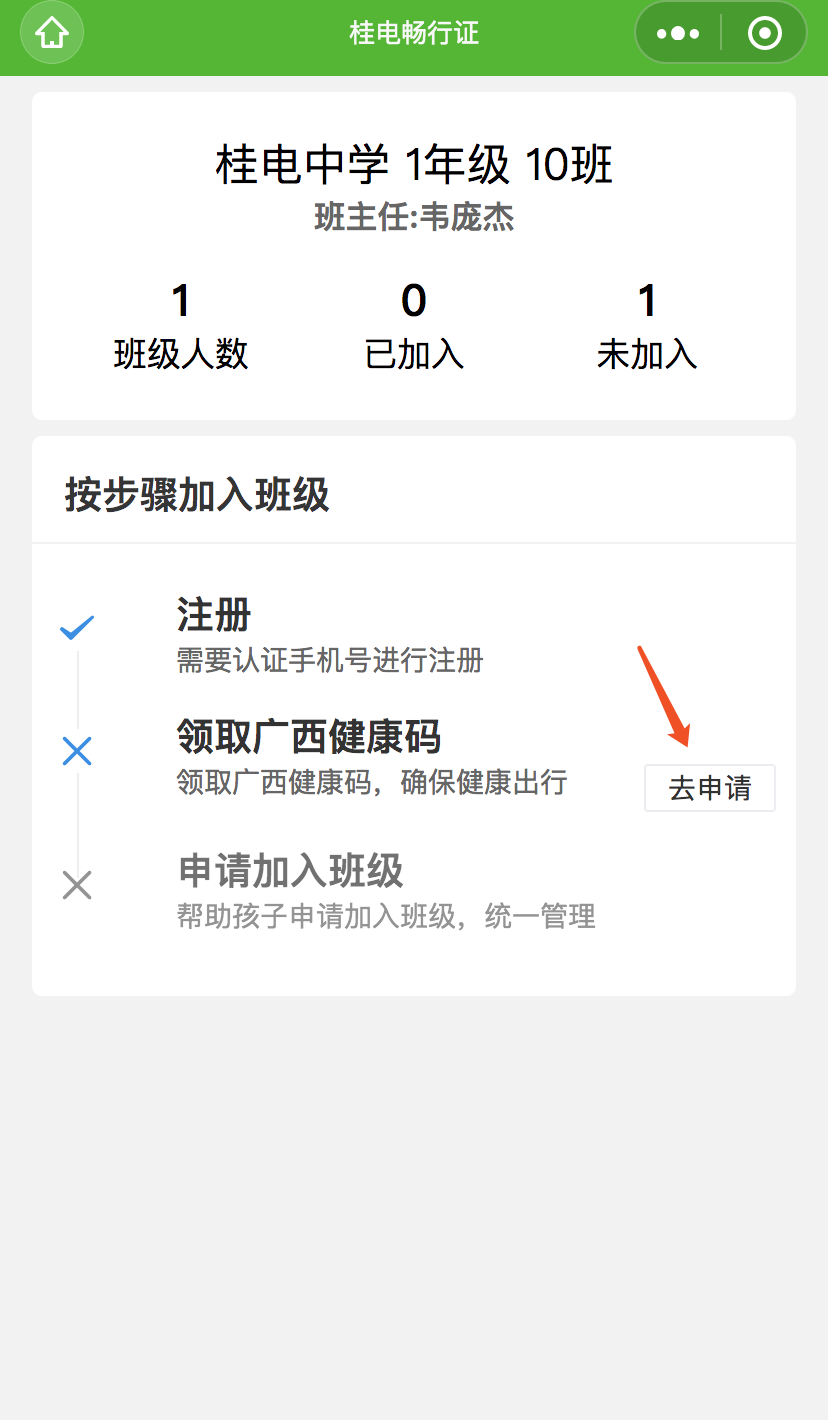 桂电畅行证
桂电中学 1年级 10班
班主任:韦庞杰
1
0
1
班级人数
已加入
未加入
按步骤加入班级
注册
需要认证手机号进行注册
领取广西健康码
领取广西健康码，确保健康出行
去申请
申请加入班级
帮助孩子申请加入班级，统一管理